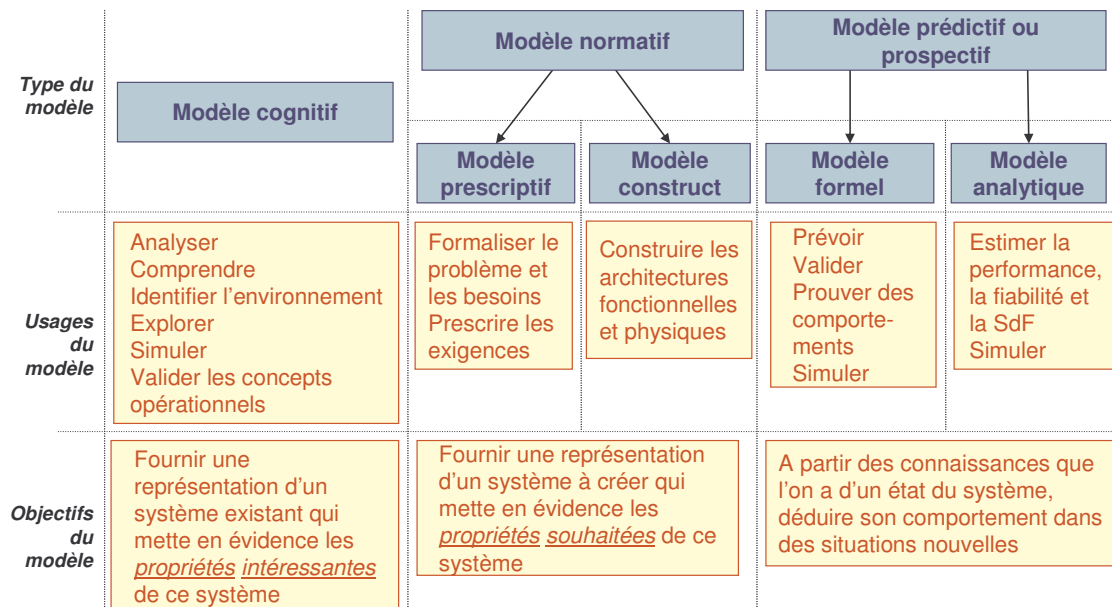 Type du
modèle
Modèle cognitif
Modèle normatif
Modèle prédictif ou
prospectif
Modèle
prescriptif
Modèle
construct
Modèle
formel
Modèle
analytique
Usages
du
modèle
Analyser
Comprendre
Identifier l'environnement
Explorer
Simuler
Valider les concepts
opérationnels
Formaliser le
problème et
les besoins
Prescrire les
exigences
Construire les
architectures
fonctionnelles
et physiques
Prévoir
Valider
Prouver des
comporte-
ments
Simuler
Estimer la
performance,
la fiabilité et
la SdF
Simuler
Objectifs
du
modèle
Fournir une
représentation d'un
système existant qui
mette en évidence les
propriétés intéressantes
de ce système
Fournir une représentation
d'un système à créer qui
mette en évidence les
propriétés souhaitées de ce
système
A partir des connaissances que
l'on a d'un état du système,
déduire son comportement dans
des situations nouvelles